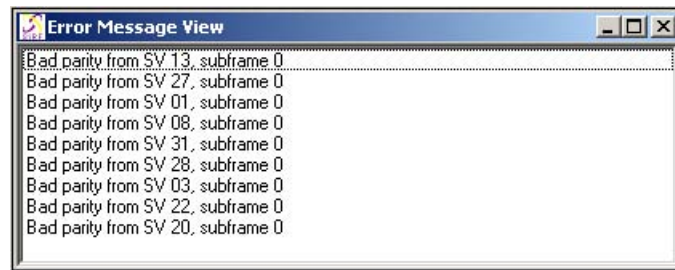 Error Message View
Bad parity from SV 13, subframe 0
Bad parity from SV 27, subframe 0
Bad parity from SV 01, subframe 0
Bad parity from SV 08, subframe 0
Bad parity from SV 31, subframe 0
Bad parity from SV 28, subframe 0
Bad parity from SV 03, subframe 0
Bad parity from SV 22, subframe 0
Bad parity from SV 20, subframe 0